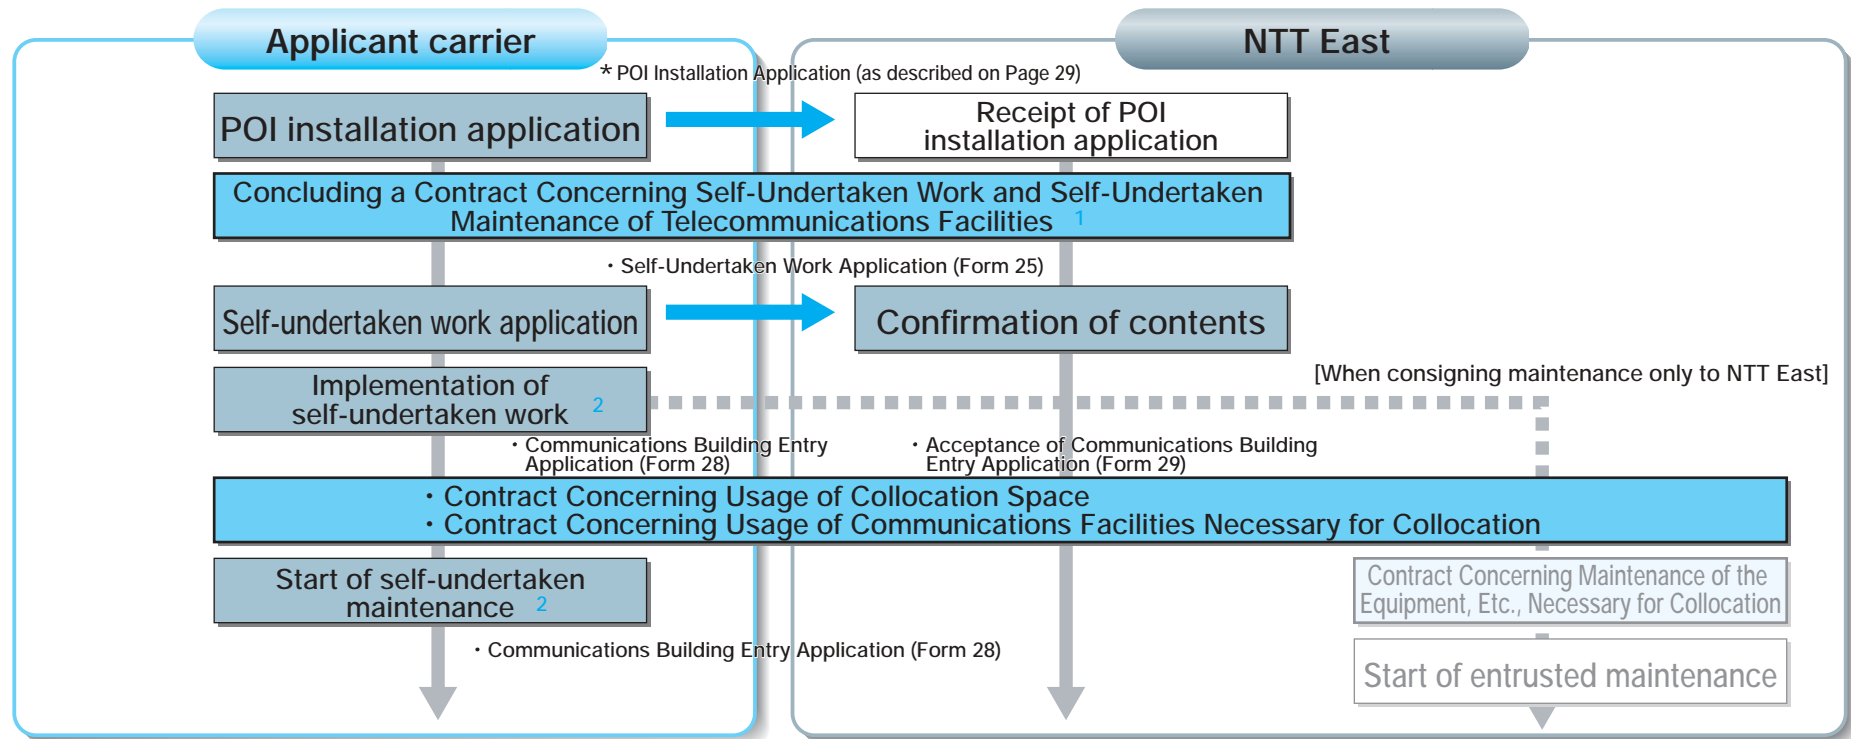 Applicant carrier
NTT East
* POI Installation Application (as described on Page 29)
POI installation application
Receipt of POI
installation application
Concluding a Contract Concerning Self-Undertaken Work and Self-Undertaken
Maintenance of Telecommunications Facilities 1
・Self-Undertaken Work Application (Form 25)
Self-undertaken work application
Confirmation of contents
Implementation of
self-undertaken work 2
[When consigning maintenance only to NTT East]
・Communications Building Entry
Application (Form 28)
・Acceptance of Communications Building
Entry Application (Form 29)
・Contract Concerning Usage of Collocation Space
・Contract Concerning Usage of Communications Facilities Necessary for Collocation
Start of self-undertaken
maintenance 2
Contract Concerning Maintenance of the
Equipment, Etc., Necessary for Collocation
・Communications Building Entry Application (Form 28)
Start of entrusted maintenance